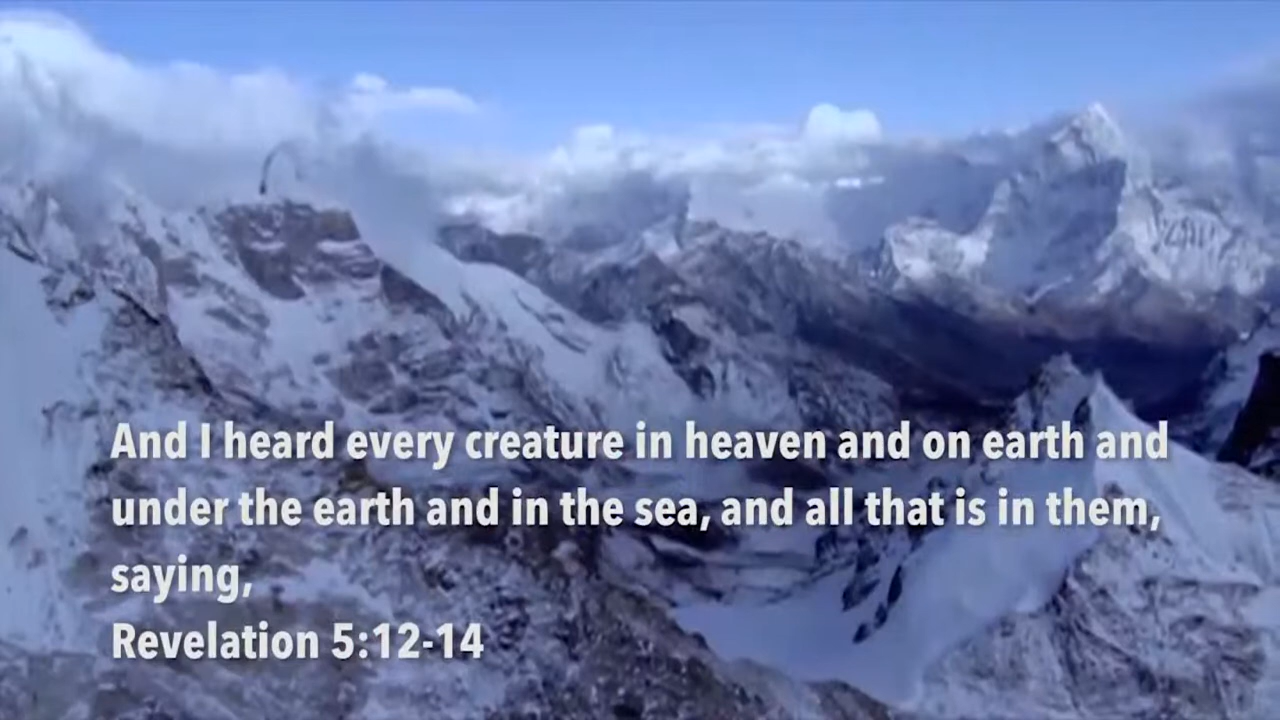 And I heard every creature in heaven and on earth and
under the earth and in the sea, and all that is in them,
saying,
Revelation 5:12-14